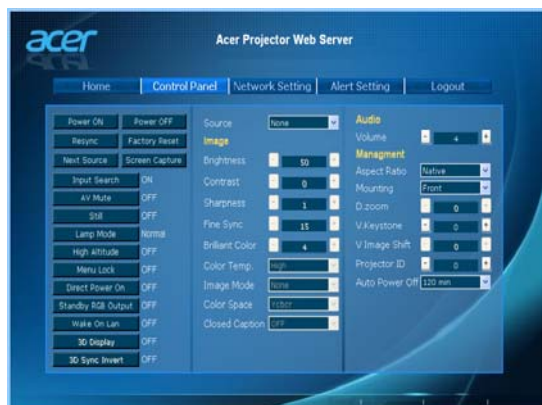 acer
Acer Projector Web Server
Home Control Panel Network Setting Alert Setting Logout
Power ON Power OFF
Resync Factory Reset
Next Source Screen Capture
Input Search ON
AV Mute OFF
Still OFF
Lamp Mode Normal
High Altitude OFF
Menu Lock OFF
Direct Power On OFF
Standby RGB Output OFF
Wake On Lan OFF
3D Display OFF
3D Sync Invert OFF
Source None
Image
Brightness - 50 +
Contrast - 0 +
Sharpness - 1 +
Fine Sync - 15 +
Brilliant Color - 4 +
Color Temp. High
Image Mode None
Color Space Ycbcr
Closed Caption OFF
Audio
Volume - 4 +
Managment
Aspect Ratio Native
Mounting Front
D.zoom - 0 +
V.Keystone - 0 +
V Image Shift - 0 +
Projector ID - 0 +
Auto Power Off 120 min